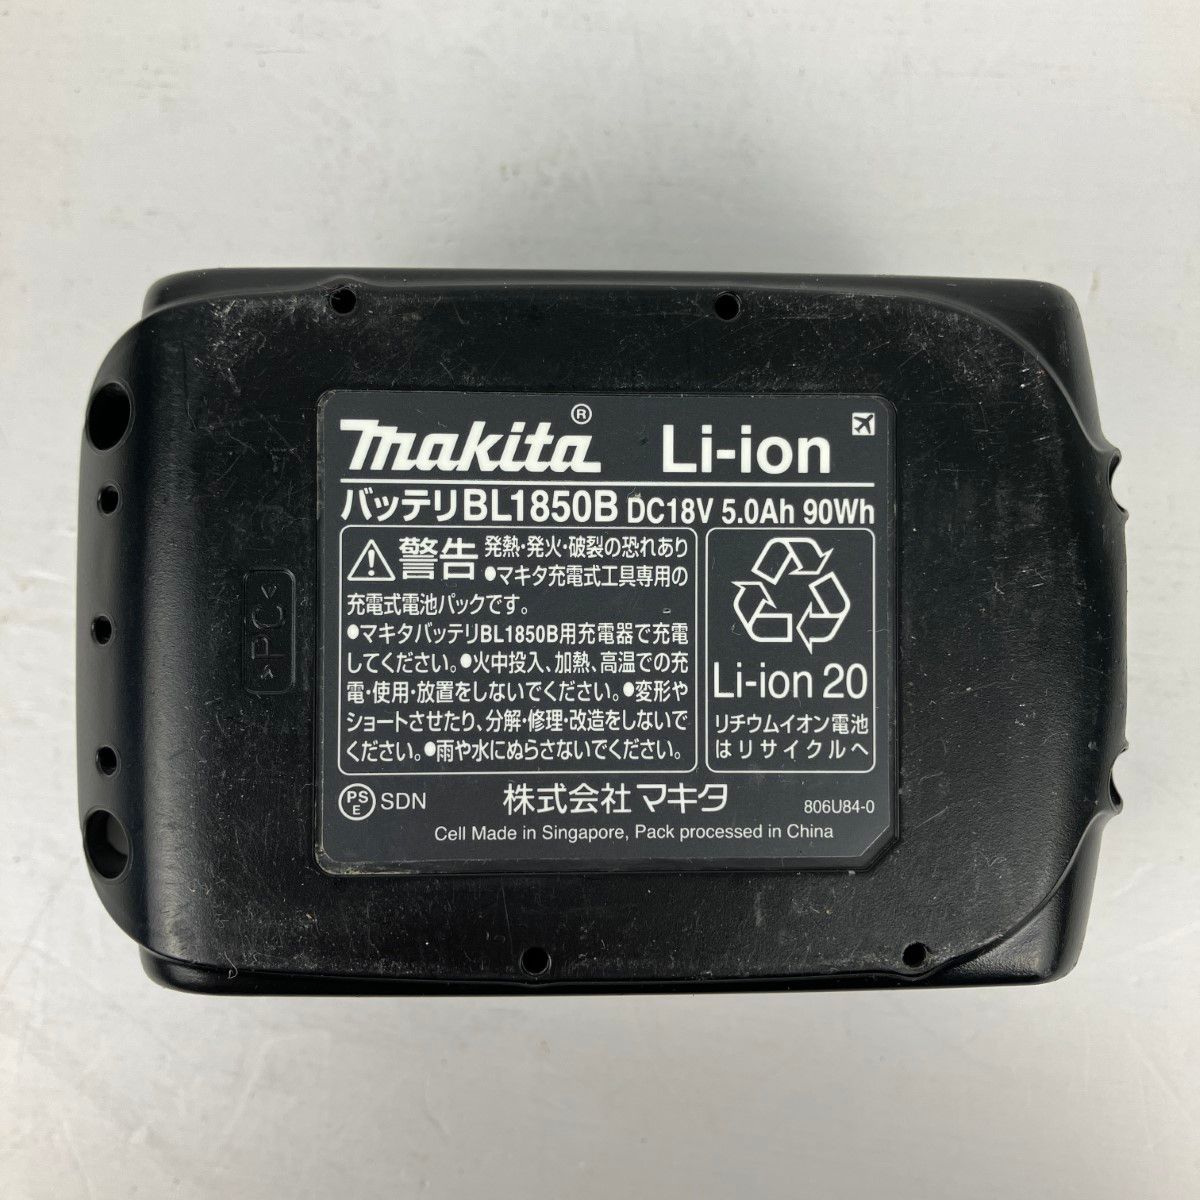 makita® Li-ion
バッテリBL1850B DC18V 5.0Ah 90Wh
警告 発熱・発火・破裂の恐れあり
●マキタ充電式工具専用の
充電式電池パックです。
●マキタバッテリBL1850B用充電器で充電
してください。●火中投入、加熱、高温での充
電・使用・放置をしないでください。●変形や
ショートさせたり、分解・修理・改造をしないで
ください。●雨や水にぬらさないでください。
Li-ion 20
リチウムイオン電池
はリサイクルへ
PSE SDN 株式会社マキタ 806U84-0
Cell Made in Singapore, Pack processed in China
>PC<